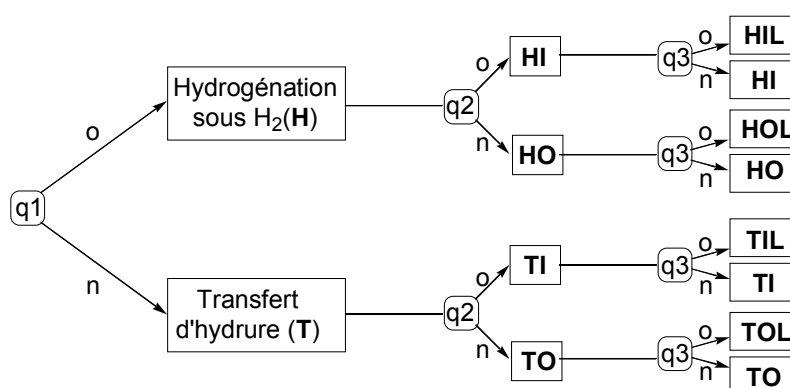 q1
o
n
Hydrogénation
sous H₂(H)
q2
o
n
HI
HO
q3
o
n
HIL
HI
q3
o
n
HOL
HO
Transfert
d'hydrure (T)
q2
o
n
TI
TO
q3
o
n
TIL
TI
q3
o
n
TOL
TO